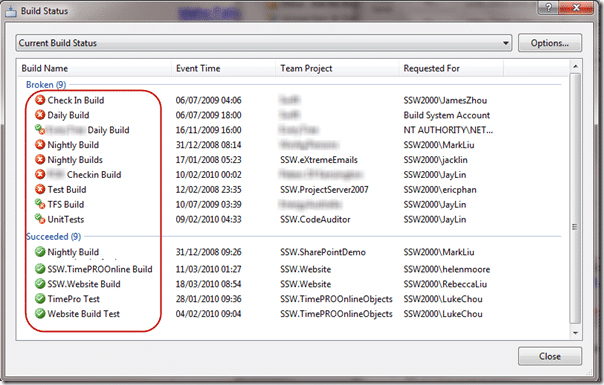 Build Status
Current Build Status
Options...
Build Name Event Time Team Project Requested For
Broken (9)
Check In Build 06/07/2009 04:06 SSW2000\JamesZhou
Daily Build 06/07/2009 18:00 Build System Account
Daily Build 16/11/2009 16:00 NT AUTHORITY\NET...
Nightly Build 31/12/2008 08:14 SSW2000\MarkLiu
Nightly Builds 17/01/2008 05:23 SSW.eXtremeEmails SSW2000\jacklin
Checkin Build 10/02/2010 00:02 SSW2000\JayLin
Test Build 12/02/2008 23:35 SSW.ProjectServer2007 SSW2000\ericphan
TFS Build 10/07/2009 03:39 SSW2000\JayLin
UnitTests 09/02/2010 04:33 SSW.CodeAuditor SSW2000\JayLin
Succeeded (9)
Nightly Build 31/12/2008 09:26 SSW.SharePointDemo SSW2000\MarkLiu
SSW.TimePROOnline Build 11/03/2010 01:27 SSW.Website SSW2000\helenmoore
SSW.Website Build 18/03/2010 08:54 SSW.Website SSW2000\RebeccaLiu
TimePro Test 28/01/2010 09:36 SSW.TimePROOnlineObjects SSW2000\LukeChou
Website Build Test 04/02/2010 09:04 SSW.TimePROOnlineObjects SSW2000\LukeChou
Close